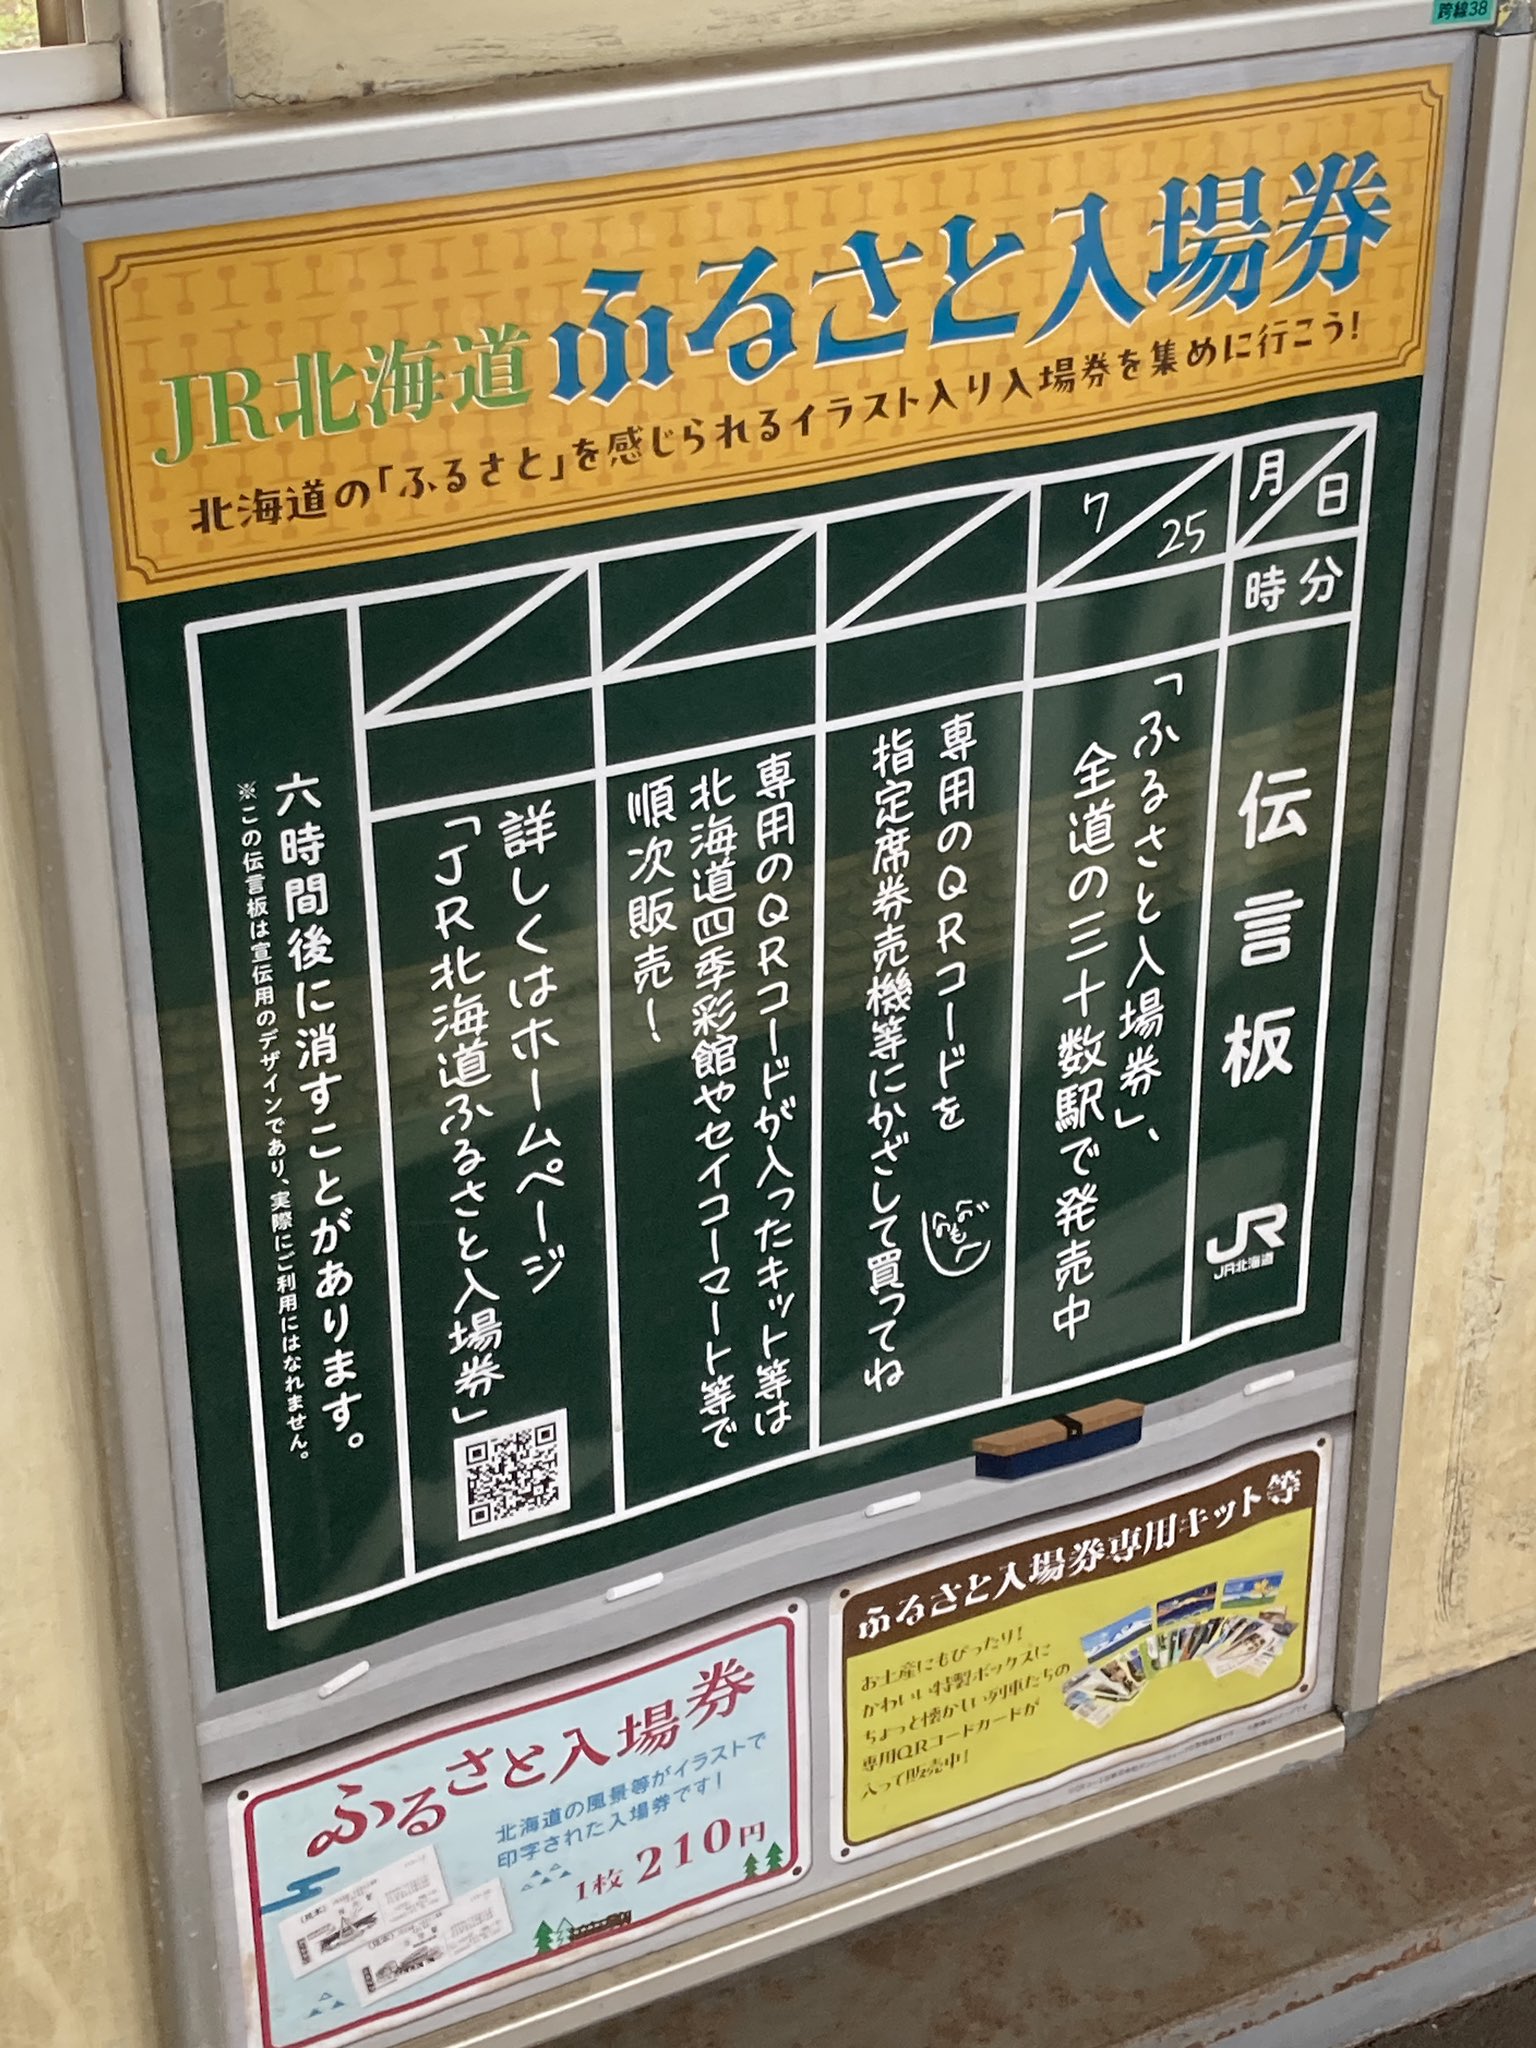 跨線38
JR北海道 ふるさと入場券
北海道の「ふるさと」を感じられるイラスト入り入場券を集めに行こう!
月 日
時 分
伝言板
JR
JR北海道
7 25
「ふるさと入場券」、
全道の三十数駅で発売中
専用のQRコードを
指定席券売機等にかざして買ってね
専用のQRコードが入ったキット等は
北海道四季彩館やセイコーマート等で
順次販売!
詳しくはホームページ
「JR北海道ふるさと入場券」
六時間後に消すことがあります。
※この伝言板は宣伝用のデザインであり、実際にご利用にはなれません。
ふるさと入場券
北海道の風景等がイラストで
印字された入場券です!
1枚210円
ふるさと入場券専用キット等
お土産にもぴったり!
かわいい特製ボックスに
ちょっと懐かしい列車たちの
専用QRコードカードが
入って販売中!